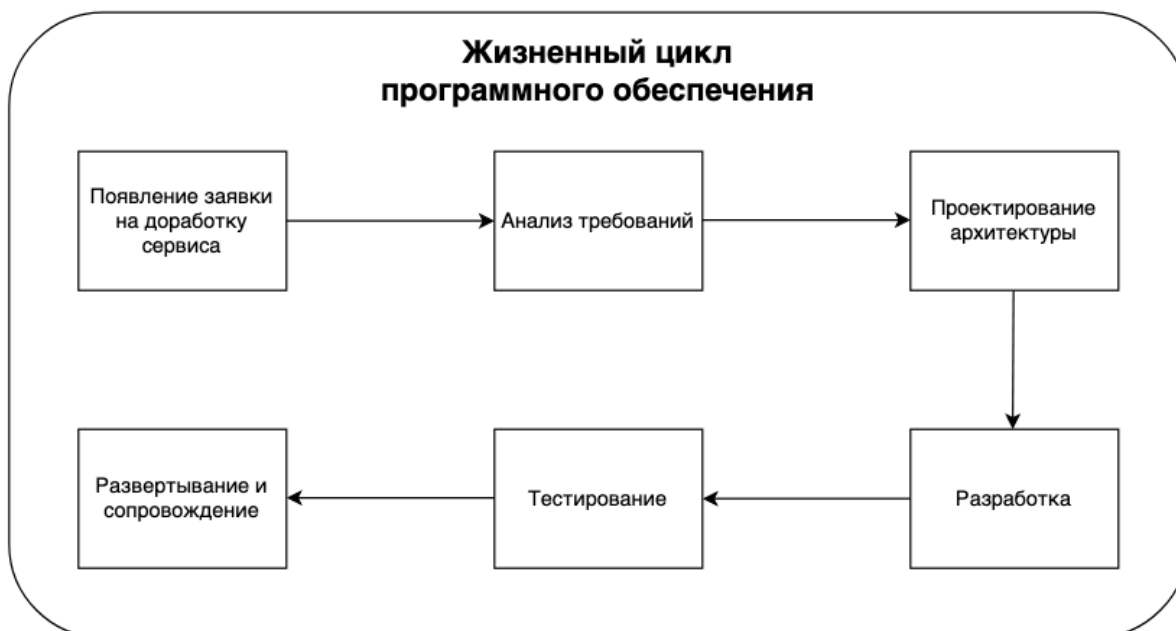 Жизненный цикл
программного обеспечения
Появление заявки
на доработку
сервиса
Анализ требований
Проектирование
архитектуры
Разработка
Тестирование
Развертывание и
сопровождение